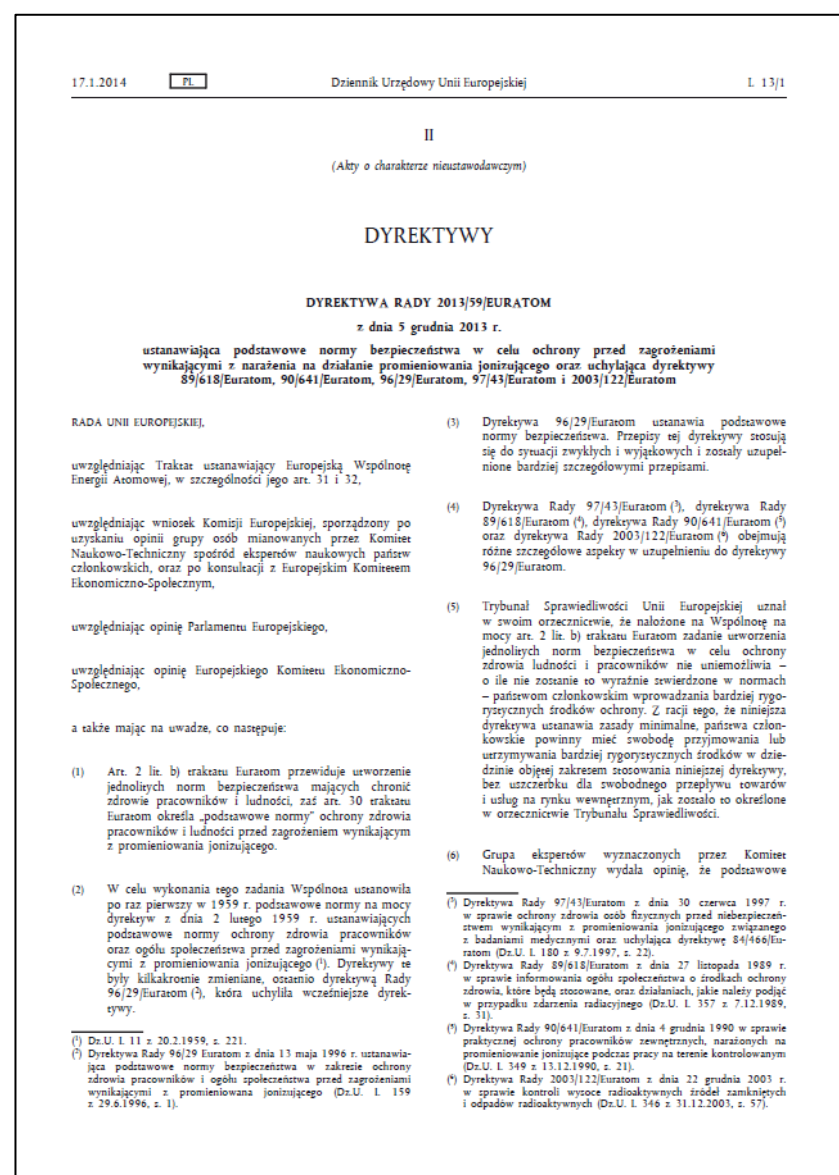 17.1.2014 PL Dziennik Urzędowy Unii Europejskiej L 13/1
II
(Akty o charakterze nieustawodawczym)
DYREKTYWY
DYREKTYWA RADY 2013/59/EURATOM
z dnia 5 grudnia 2013 r.
ustanawiająca podstawowe normy bezpieczeństwa w celu ochrony przed zagrożeniami
wynikającymi z narażenia na działanie promieniowania jonizującego oraz uchylająca dyrektywy
89/618/Euratom, 90/641/Euratom, 96/29/Euratom, 97/43/Euratom i 2003/122/Euratom
RADA UNII EUROPEJSKIEJ,
uwzględniając Traktat ustanawiający Europejską Wspólnotę
Energii Atomowej, w szczególności jego art. 31 i 32,
uwzględniając wniosek Komisji Europejskiej, sporządzony po
uzyskaniu opinii grupy osób mianowanych przez Komitet
Naukowo-Techniczny spośród ekspertów naukowych państw
członkowskich, oraz po konsultacji z Europejskim Komitetem
Ekonomiczno-Społecznym,
uwzględniając opinię Parlamentu Europejskiego,
uwzględniając opinię Europejskiego Komitetu Ekonomiczno-
Społecznego,
a także mając na uwadze, co następuje:
(1) Art. 2 lit. b) traktatu Euratom przewiduje utworzenie
jednolitych norm bezpieczeństwa mających chronić
zdrowie pracowników i ludności, zaś art. 30 traktatu
Euratom określa „podstawowe normy” ochrony zdrowia
pracowników i ludności przed zagrożeniem wynikającym
z promieniowania jonizującego.
(2) W celu wykonania tego zadania Wspólnota ustanowiła
po raz pierwszy w 1959 r. podstawowe normy na mocy
dyrektyw z dnia 2 lutego 1959 r. ustanawiających
podstawowe normy ochrony zdrowia pracowników
oraz ogółu społeczeństwa przed zagrożeniami wynikają-
cymi z promieniowania jonizującego (¹). Dyrektywy te
były kilkakrotnie zmieniane, ostatnio dyrektywą Rady
96/29/Euratom (²), która uchyliła wcześniejsze dyrek-
tywy.
(¹) Dz.U. L 11 z 20.2.1959, s. 221.
(²) Dyrektywa Rady 96/29 Euratom z dnia 13 maja 1996 r. ustanawia-
jąca podstawowe normy bezpieczeństwa w zakresie ochrony
zdrowia pracowników i ogółu społeczeństwa przed zagrożeniami
wynikającymi z promieniowana jonizującego (Dz.U. L 159
z 29.6.1996, s. 1).
(3) Dyrektywa 96/29/Euratom ustanawia podstawowe
normy bezpieczeństwa. Przepisy tej dyrektywy stosują
się do sytuacji zwykłych i wyjątkowych i zostały uzupeł-
nione bardziej szczegółowymi przepisami.
(4) Dyrektywa Rady 97/43/Euratom (³), dyrektywa Rady
89/618/Euratom (⁴), dyrektywa Rady 90/641/Euratom (⁵)
oraz dyrektywa Rady 2003/122/Euratom (⁶) obejmują
różne szczegółowe aspekty w uzupełnieniu do dyrektywy
96/29/Euratom.
(5) Trybunał Sprawiedliwości Unii Europejskiej uznał
w swoim orzecznictwie, że nałożone na Wspólnotę na
mocy art. 2 lit. b) traktatu Euratom zadanie utworzenia
jednolitych norm bezpieczeństwa w celu ochrony
zdrowia ludności i pracowników nie uniemożliwia –
o ile nie zostanie to wyraźnie stwierdzone w normach
– państwom członkowskim wprowadzania bardziej rygo-
rystycznych środków ochrony. Z racji tego, że niniejsza
dyrektywa ustanawia zasady minimalne, państwa człon-
kowskie powinny mieć swobodę przyjmowania lub
utrzymywania bardziej rygorystycznych środków w dzie-
dzinie objętej zakresem stosowania niniejszej dyrektywy,
bez uszczerbku dla swobodnego przepływu towarów
i usług na rynku wewnętrznym, jak zostało to określone
w orzecznictwie Trybunału Sprawiedliwości.
(6) Grupa ekspertów wyznaczonych przez Komitet
Naukowo-Techniczny wydała opinię, że podstawowe
(³) Dyrektywa Rady 97/43/Euratom z dnia 30 czerwca 1997 r.
w sprawie ochrony zdrowia osób fizycznych przed niebezpieczeń-
stwem wynikającym z promieniowania jonizującego związanego
z badaniami medycznymi oraz uchylająca dyrektywę 84/466/Eu-
ratom (Dz.U. L 180 z 9.7.1997, s. 22).
(⁴) Dyrektywa Rady 89/618/Euratom z dnia 27 listopada 1989 r.
w sprawie informowania ogółu społeczeństwa o środkach ochrony
zdrowia, które będą stosowane, oraz działaniach, jakie należy podjąć
w przypadku zdarzenia radiacyjnego (Dz.U. L 357 z 7.12.1989,
s. 31).
(⁵) Dyrektywa Rady 90/641/Euratom z dnia 4 grudnia 1990 w sprawie
praktycznej ochrony pracowników zewnętrznych, narażonych na
promieniowanie jonizujące podczas pracy na terenie kontrolowanym
(Dz.U. L 349 z 13.12.1990, s. 21).
(⁶) Dyrektywa Rady 2003/122/Euratom z dnia 22 grudnia 2003 r.
w sprawie kontroli wysoce radioaktywnych źródeł zamkniętych
i odpadów radioaktywnych (Dz.U. L 346 z 31.12.2003, s. 57).